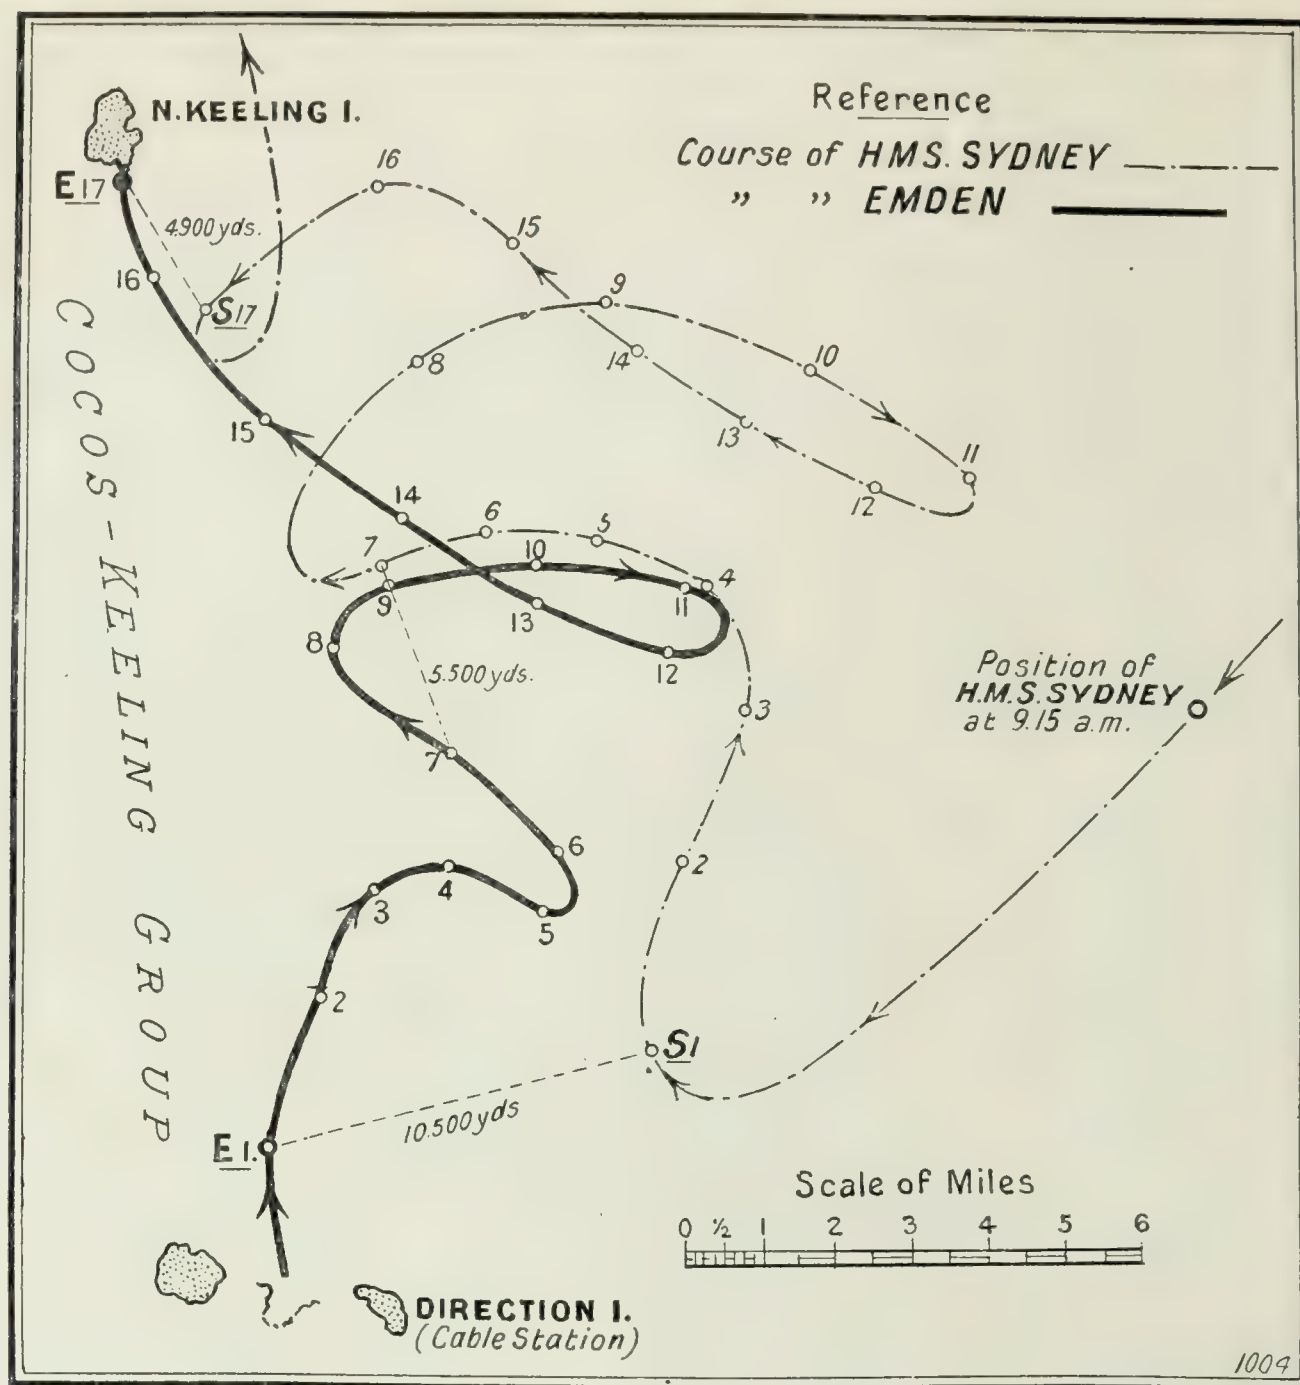 N. KEELING I.
Reference
Course of HMS. SYDNEY
” ” EMDEN
16
E17
4.900 yds.
15
16
S17
9
8
14
10
13
11
12
15
14
6
5
7
10
4
9
11
13
8
12
5.500 yds.
3
Position of
H.M.S. SYDNEY
at 9.15 a.m.
7
6
2
4
3
5
2
S1
10.500 yds
E1.
COCOS-KEELING GROUP
Scale of Miles
0 ½ 1 2 3 4 5 6
DIRECTION I.
(Cable Station)
1004